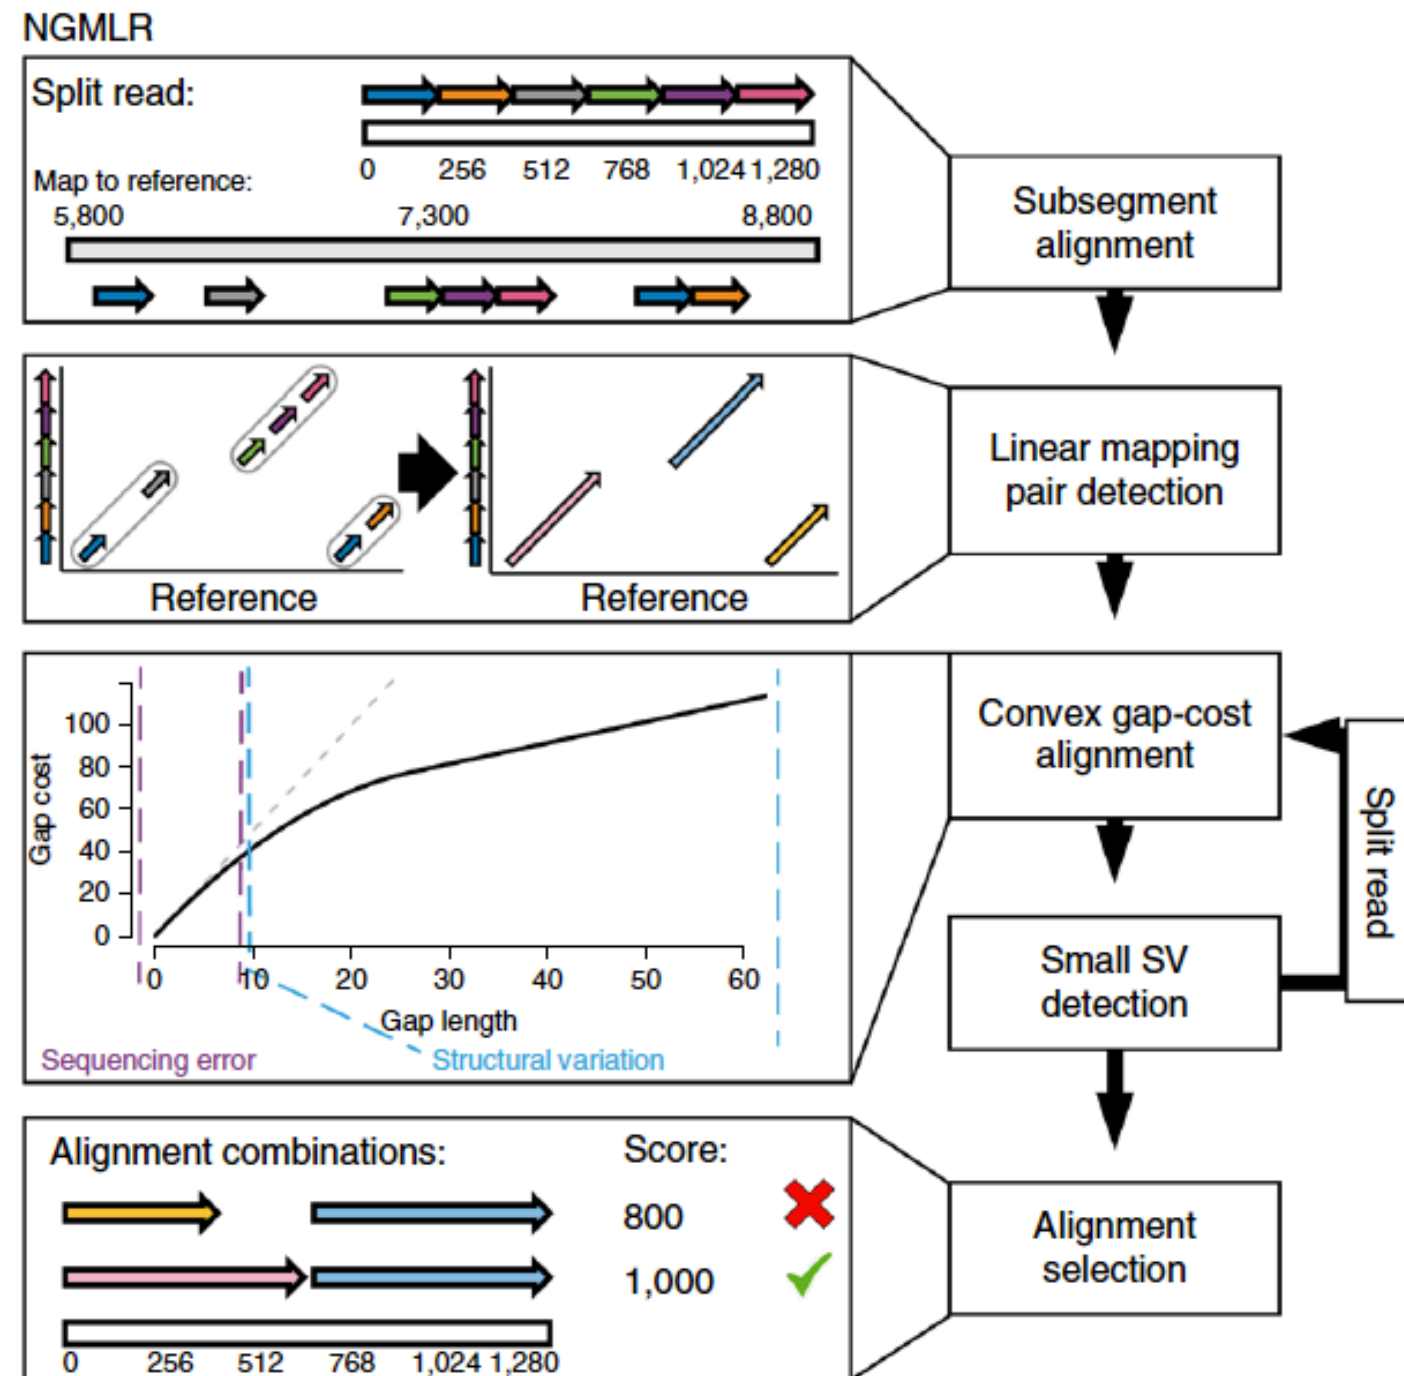 NGMLR
Split read:
0 256 512 768 1,024 1,280
Map to reference:
5,800 7,300 8,800
Subsegment
alignment
Reference
Reference
Linear mapping
pair detection
Gap cost
100
80
60
40
20
0
0 10 20 30 40 50 60
Gap length
Sequencing error
Structural variation
Convex gap-cost
alignment
Split read
Small SV
detection
Alignment combinations:
Score:
800
1,000
0 256 512 768 1,024 1,280
Alignment
selection